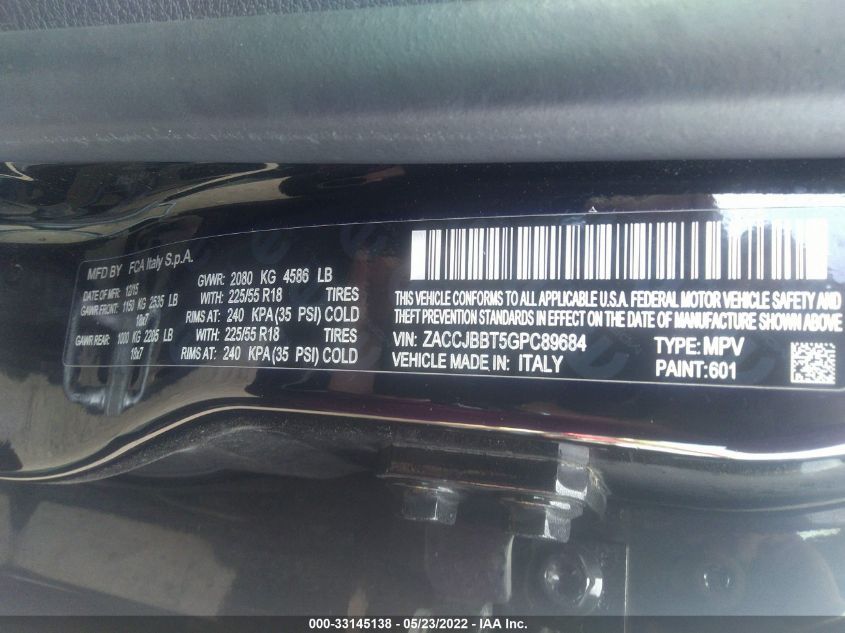 MFD BY FCA Italy S.p.A.
DATE OF MFR: 12/15 GVWR: 2080 KG 4586 LB
GAWR FRONT: 1150 KG 2535 LB WITH: 225/55 R18 TIRES
18x7 RIMS AT: 240 KPA (35 PSI) COLD
GAWR REAR: 1000 KG 2205 LB WITH: 225/55 R18 TIRES
18x7 RIMS AT: 240 KPA (35 PSI) COLD
THIS VEHICLE CONFORMS TO ALL APPLICABLE U.S.A. FEDERAL MOTOR VEHICLE SAFETY AND
THEFT PREVENTION STANDARDS IN EFFECT ON THE DATE OF MANUFACTURE SHOWN ABOVE
VIN: ZACCJBBT5GPC89684 TYPE: MPV
VEHICLE MADE IN: ITALY PAINT:601
000-33145138 - 05/23/2022 - IAA Inc.